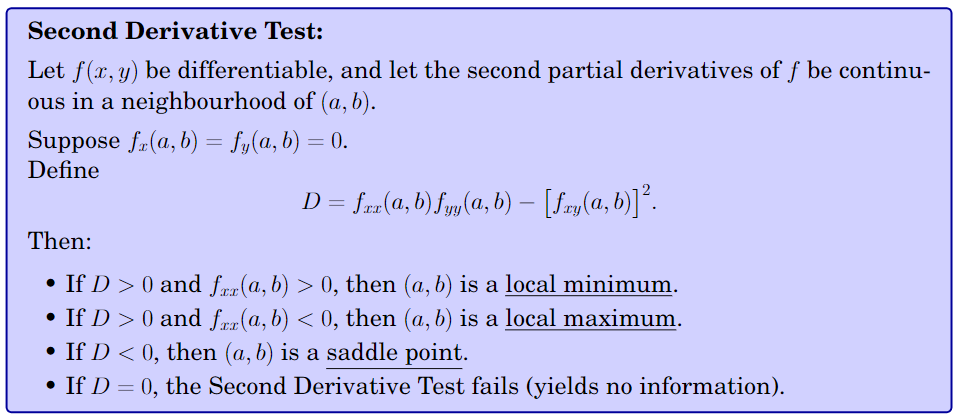 Second Derivative Test:
Let f(x, y) be differentiable, and let the second partial derivatives of f be continu-
ous in a neighbourhood of (a, b).
Suppose f_x(a, b) = f_y(a, b) = 0.
Define
D = f_{xx}(a, b)f_{yy}(a, b) − [f_{xy}(a, b)]^2.
Then:
• If D > 0 and f_{xx}(a, b) > 0, then (a, b) is a local minimum.
• If D > 0 and f_{xx}(a, b) < 0, then (a, b) is a local maximum.
• If D < 0, then (a, b) is a saddle point.
• If D = 0, the Second Derivative Test fails (yields no information).